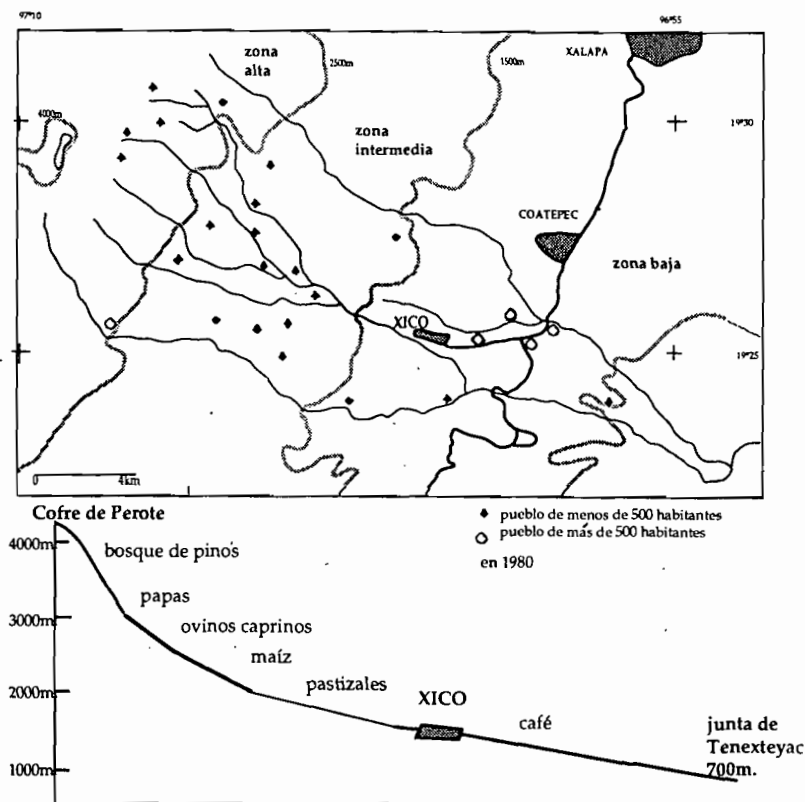 97°10
96°55
zona
alta
2500m
1500m
XALAPA
4000m
19°30
zona
intermedia
COATEPEC
zona baja
XICO
19°25
0 4km
Cofre de Perote
pueblo de menos de 500 habitantes
pueblo de más de 500 habitantes
en 1980
4000m
bosque de pinos
papas
3000m
ovinos caprinos
maíz
2000m
pastizales
XICO
café
junta de
Tenexteyac
700m.
1000m